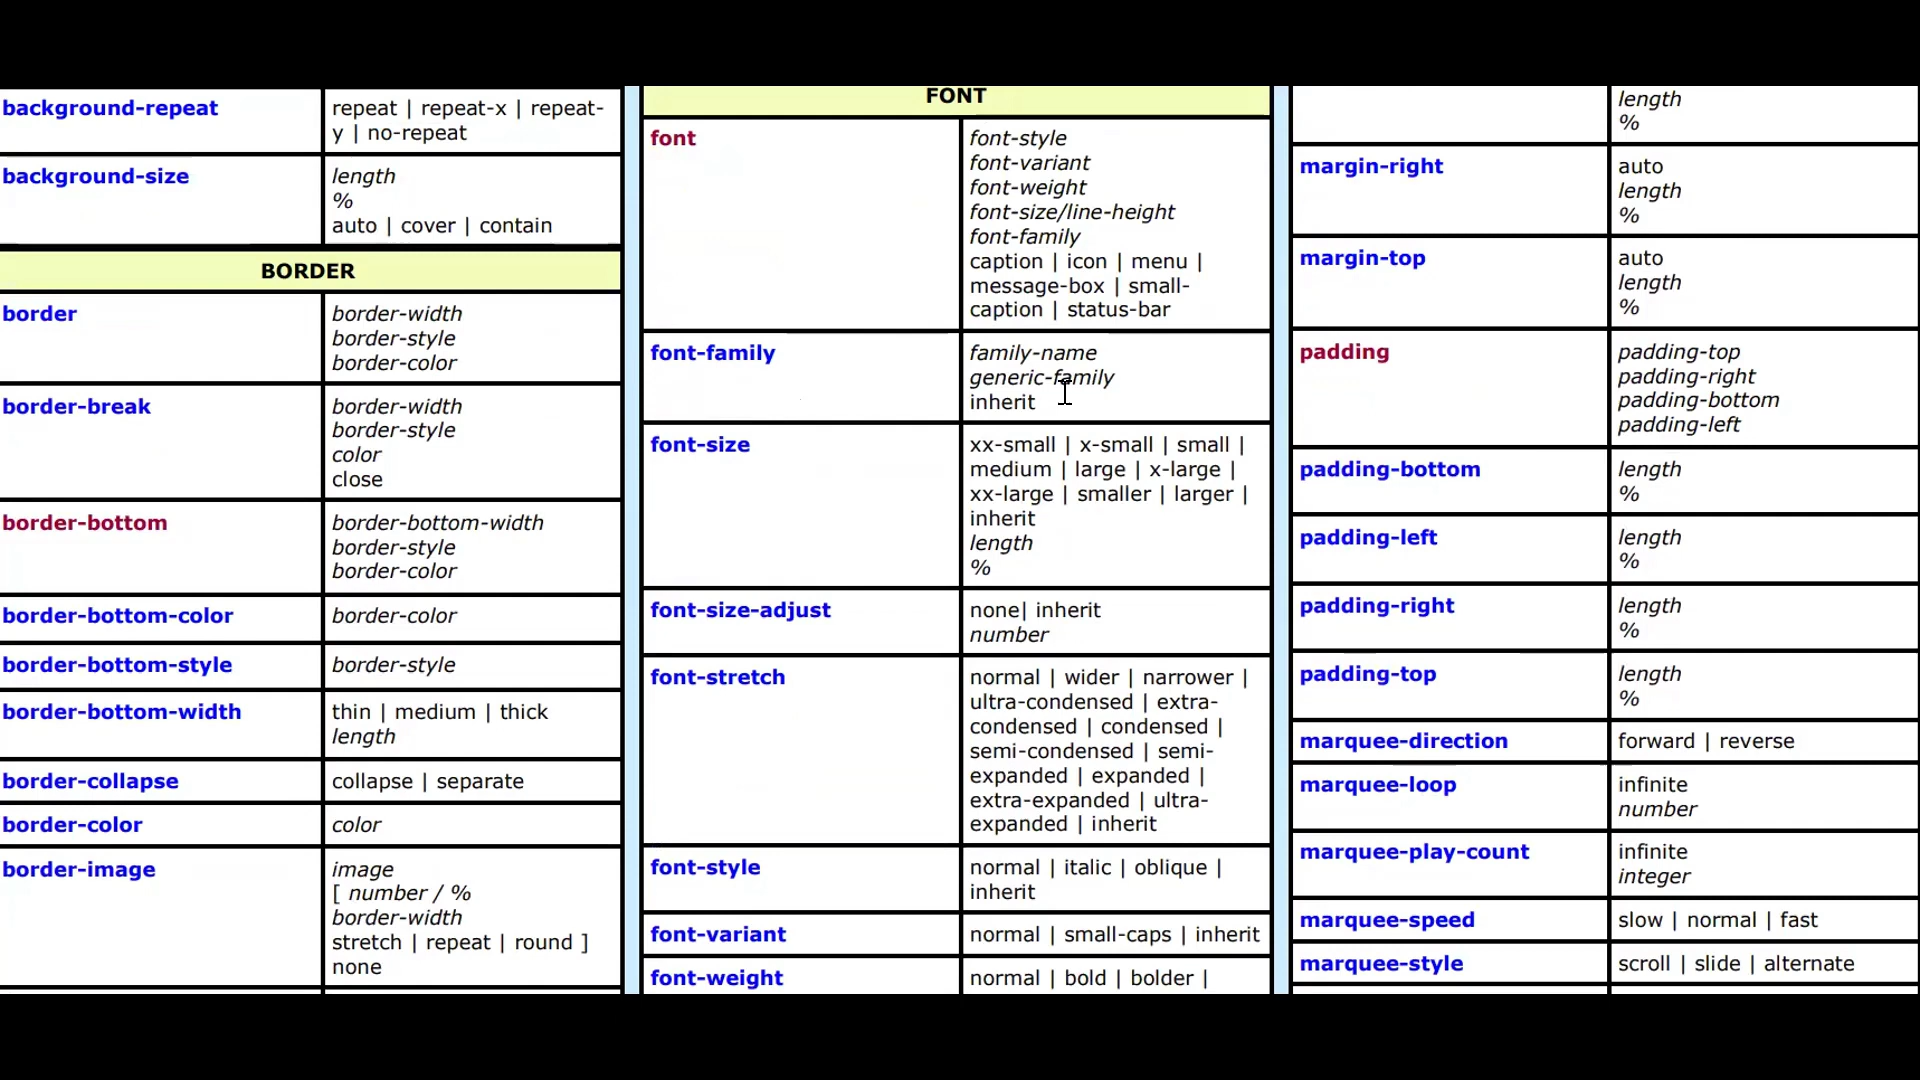 background-repeat
repeat | repeat-x | repeat-
y | no-repeat
background-size
length
%
auto | cover | contain
BORDER
border
border-width
border-style
border-color
border-break
border-width
border-style
color
close
border-bottom
border-bottom-width
border-style
border-color
border-bottom-color
border-color
border-bottom-style
border-style
border-bottom-width
thin | medium | thick
length
border-collapse
collapse | separate
border-color
color
border-image
image
[ number / %
border-width
stretch | repeat | round ]
none
FONT
font
font-style
font-variant
font-weight
font-size/line-height
font-family
caption | icon | menu |
message-box | small-
caption | status-bar
font-family
family-name
generic-family
inherit
font-size
xx-small | x-small | small |
medium | large | x-large |
xx-large | smaller | larger |
inherit
length
%
font-size-adjust
none| inherit
number
font-stretch
normal | wider | narrower |
ultra-condensed | extra-
condensed | condensed |
semi-condensed | semi-
expanded | expanded |
extra-expanded | ultra-
expanded | inherit
font-style
normal | italic | oblique |
inherit
font-variant
normal | small-caps | inherit
font-weight
normal | bold | bolder |
length
%
margin-right
auto
length
%
margin-top
auto
length
%
padding
padding-top
padding-right
padding-bottom
padding-left
padding-bottom
length
%
padding-left
length
%
padding-right
length
%
padding-top
length
%
marquee-direction
forward | reverse
marquee-loop
infinite
number
marquee-play-count
infinite
integer
marquee-speed
slow | normal | fast
marquee-style
scroll | slide | alternate